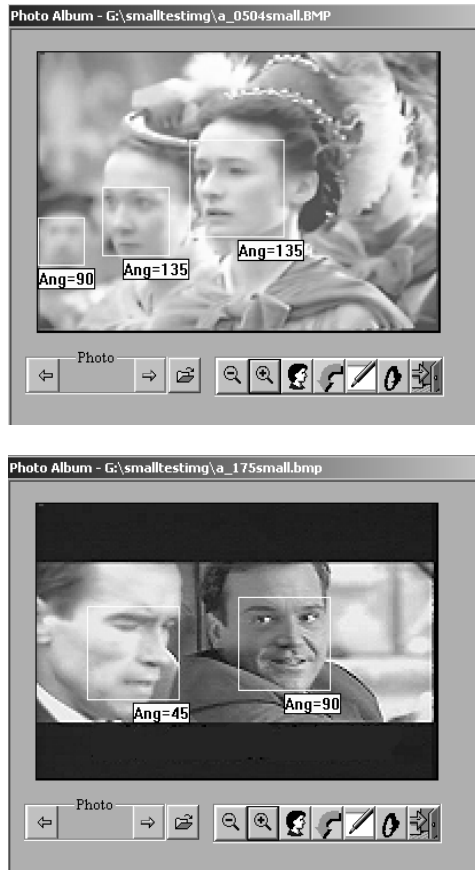 Photo Album - G:\smalltestimg\a_0504small.BMP
Ang=90
Ang=135
Ang=135
Photo
Photo Album - G:\smalltestimg\a_175small.bmp
Ang=45
Ang=90
Photo